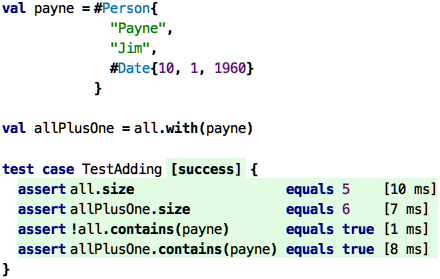 val payne = #Person{
"Payne",
"Jim",
#Date{10, 1, 1960}
}
val allPlusOne = all.with(payne)
test case TestAdding [success] {
assert all.size equals 5 [10 ms]
assert allPlusOne.size equals 6 [7 ms]
assert !all.contains(payne) equals true [1 ms]
assert allPlusOne.contains(payne) equals true [8 ms]
}